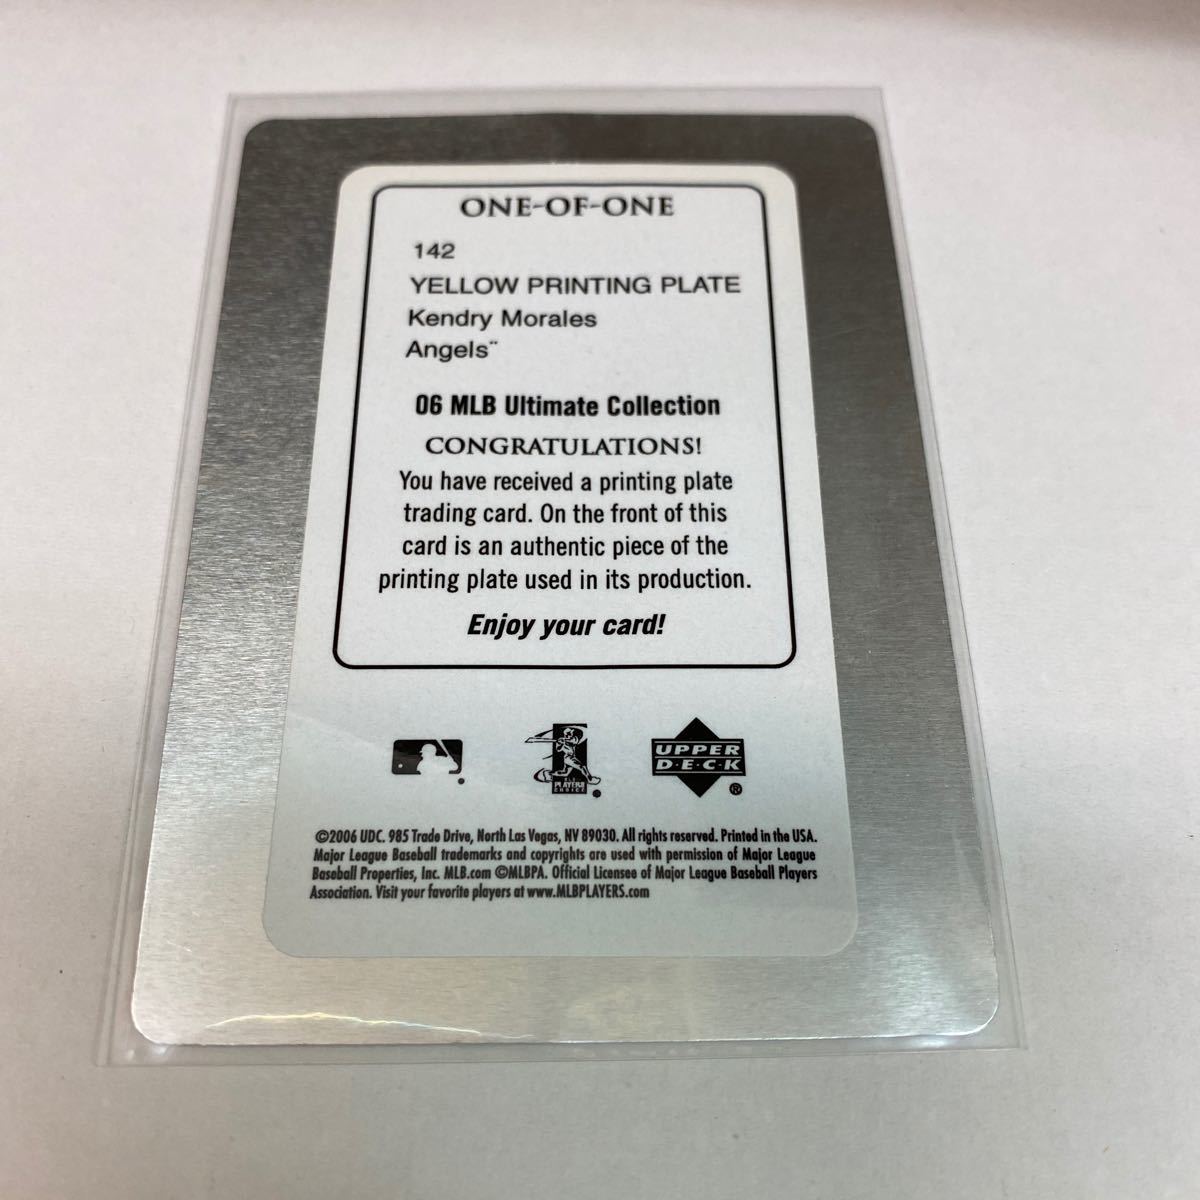 ONE-OF-ONE
142
YELLOW PRINTING PLATE
Kendry Morales
Angels™
06 MLB Ultimate Collection
CONGRATULATIONS!
You have received a printing plate
trading card. On the front of this
card is an authentic piece of the
printing plate used in its production.
Enjoy your card!
PLAYERS
CHOICE
UPPER
D·E·C·K
®
©2006 UDC. 985 Trade Drive, North Las Vegas, NV 89030. All rights reserved. Printed in the USA.
Major League Baseball trademarks and copyrights are used with permission of Major League
Baseball Properties, Inc. MLB.com ©MLBPA. Official Licensee of Major League Baseball Players
Association. Visit your favorite players at www.MLBPLAYERS.com